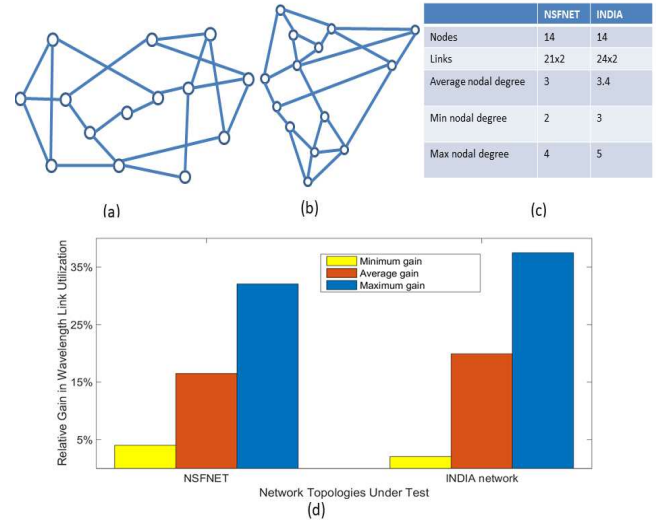 NSFNET INDIA
Nodes 14 14
Links 21x2 24x2
Average nodal degree 3 3.4
Min nodal degree 2 3
Max nodal degree 4 5
(a)
(b)
(c)
Minimum gain
Average gain
Maximum gain
35%
25%
15%
5%
Relative Gain in Wavelength Link Utilization
NSFNET INDIA network
Network Topologies Under Test
(d)